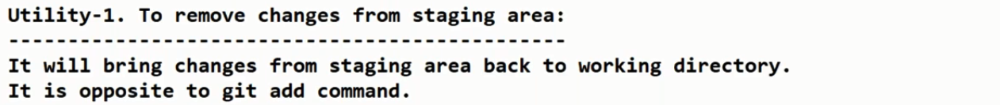 Utility-1. To remove changes from staging area:
-----------------------------------------------
It will bring changes from staging area back to working directory.
It is opposite to git add command.